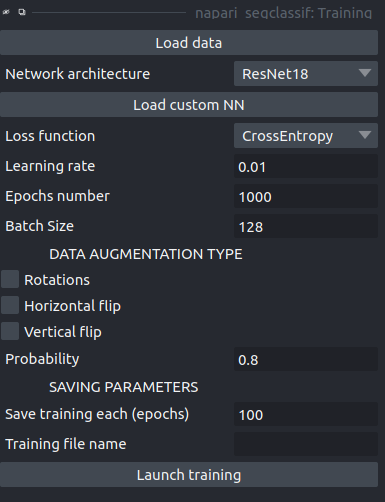 napari_seqclassif: Training
Load data
Network architecture ResNet18
Load custom NN
Loss function CrossEntropy
Learning rate 0.01
Epochs number 1000
Batch Size 128
DATA AUGMENTATION TYPE
Rotations
Horizontal flip
Vertical flip
Probability 0.8
SAVING PARAMETERS
Save training each (epochs) 100
Training file name
Launch training